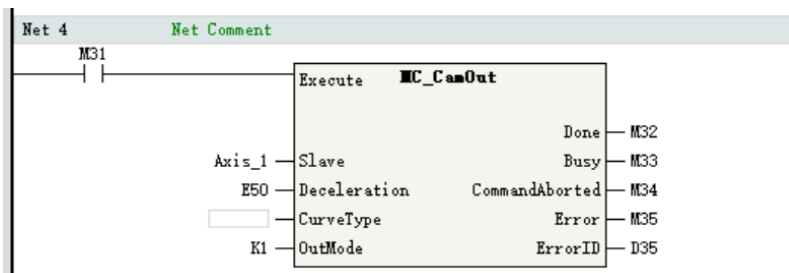 Net 4 Net Comment
M31
Execute MC_CamOut
Done M32
Axis_1 Slave Busy M33
E50 Deceleration CommandAborted M34
CurveType Error M35
K1 OutMode ErrorID D35